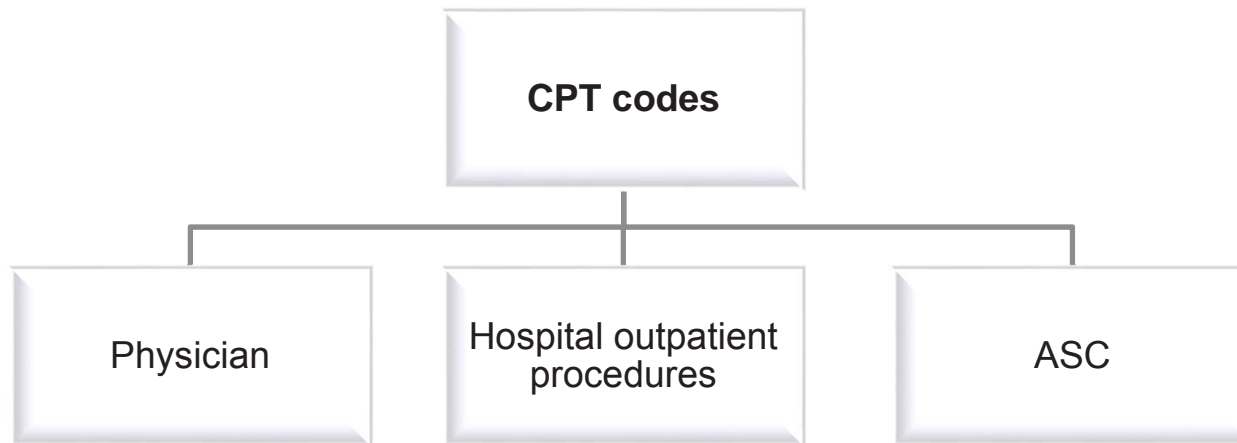 CPT codes
Physician
Hospital outpatient
procedures
ASC